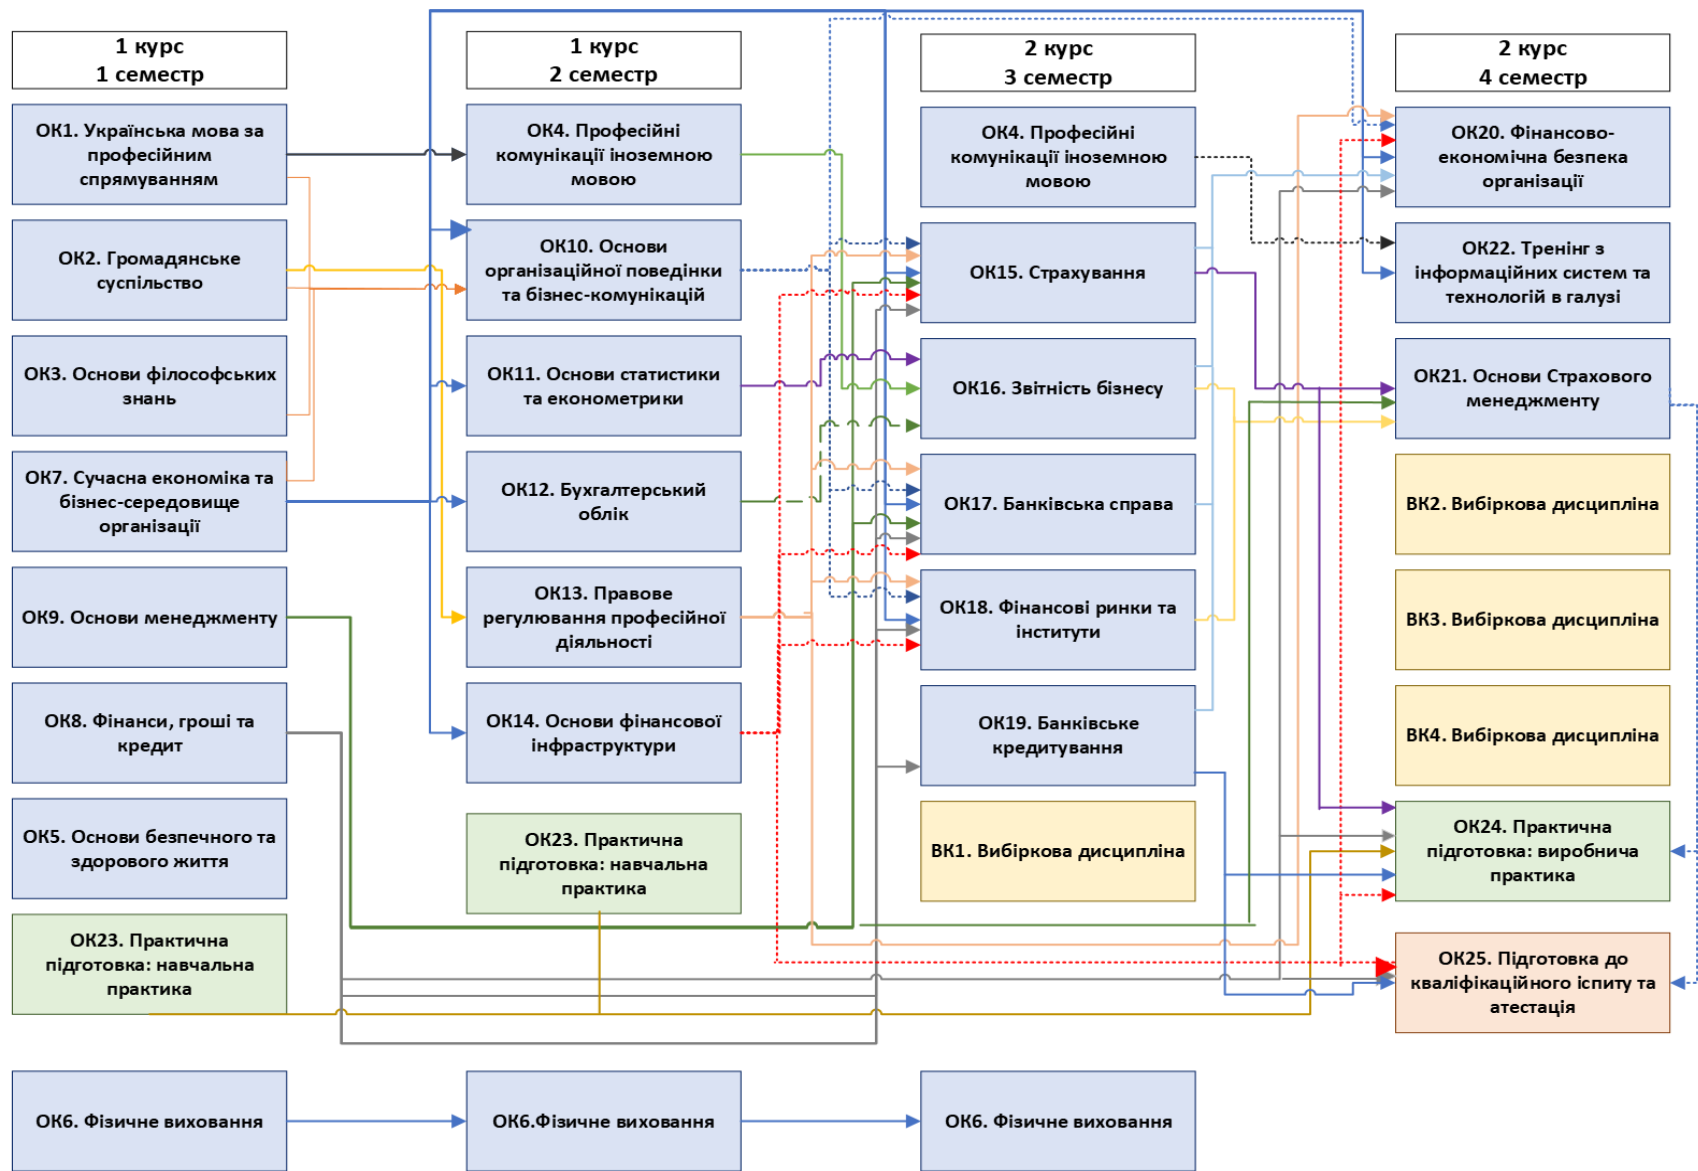 1 курс
1 семестр
ОК1. Українська мова за
професійним
спрямуванням
ОК2. Громадянське
суспільство
ОК3. Основи філософських
знань
ОК7. Сучасна економіка та
бізнес-середовище
організації
ОК9. Основи менеджменту
ОК8. Фінанси, гроші та
кредит
ОК5. Основи безпечного та
здорового життя
ОК23. Практична
підготовка: навчальна
практика
ОК6. Фізичне виховання
1 курс
2 семестр
ОК4. Професійні
комунікації іноземною
мовою
ОК10. Основи
організаційної поведінки
та бізнес-комунікацій
ОК11. Основи статистики
та економетрики
ОК12. Бухгалтерський
облік
ОК13. Правове
регулювання професійної
діяльності
ОК14. Основи фінансової
інфраструктури
ОК23. Практична
підготовка: навчальна
практика
ОК6.Фізичне виховання
2 курс
3 семестр
ОК4. Професійні
комунікації іноземною
мовою
ОК15. Страхування
ОК16. Звітність бізнесу
ОК17. Банківська справа
ОК18. Фінансові ринки та
інститути
ОК19. Банківське
кредитування
ВК1. Вибіркова дисципліна
ОК6. Фізичне виховання
2 курс
4 семестр
ОК20. Фінансово-
економічна безпека
організації
ОК22. Тренінг з
інформаційних систем та
технологій в галузі
ОК21. Основи Страхового
менеджменту
ВК2. Вибіркова дисципліна
ВК3. Вибіркова дисципліна
ВК4. Вибіркова дисципліна
ОК24. Практична
підготовка: виробнича
практика
ОК25. Підготовка до
кваліфікаційного іспиту та
атестація